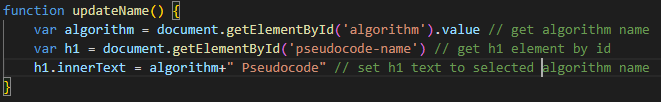 function updateName() {
    var algorithm = document.getElementById('algorithm').value // get algorithm name
    var h1 = document.getElementById('pseudocode-name') // get h1 element by id
    h1.innerText = algorithm+" Pseudocode" // set h1 text to selected algorithm name
}